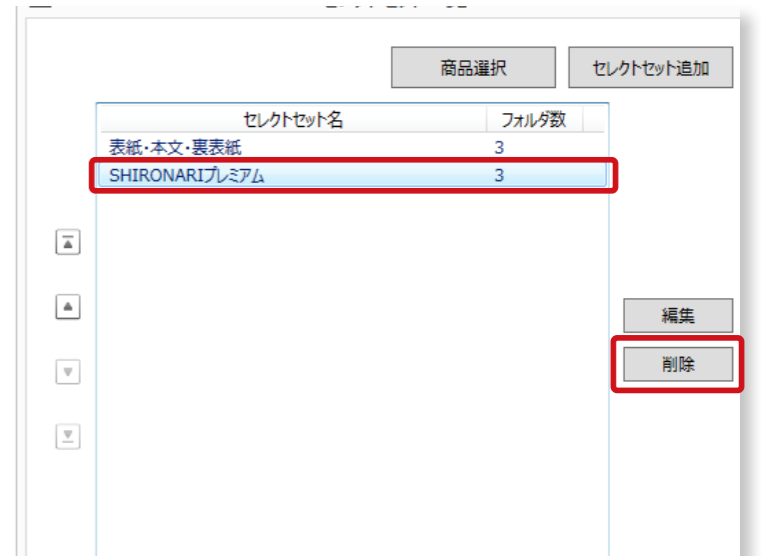 商品選択 セレクトセット追加
セレクトセット名 フォルダ数
表紙・本文・裏表紙 3
SHIRONARIプレミアム 3
編集
削除